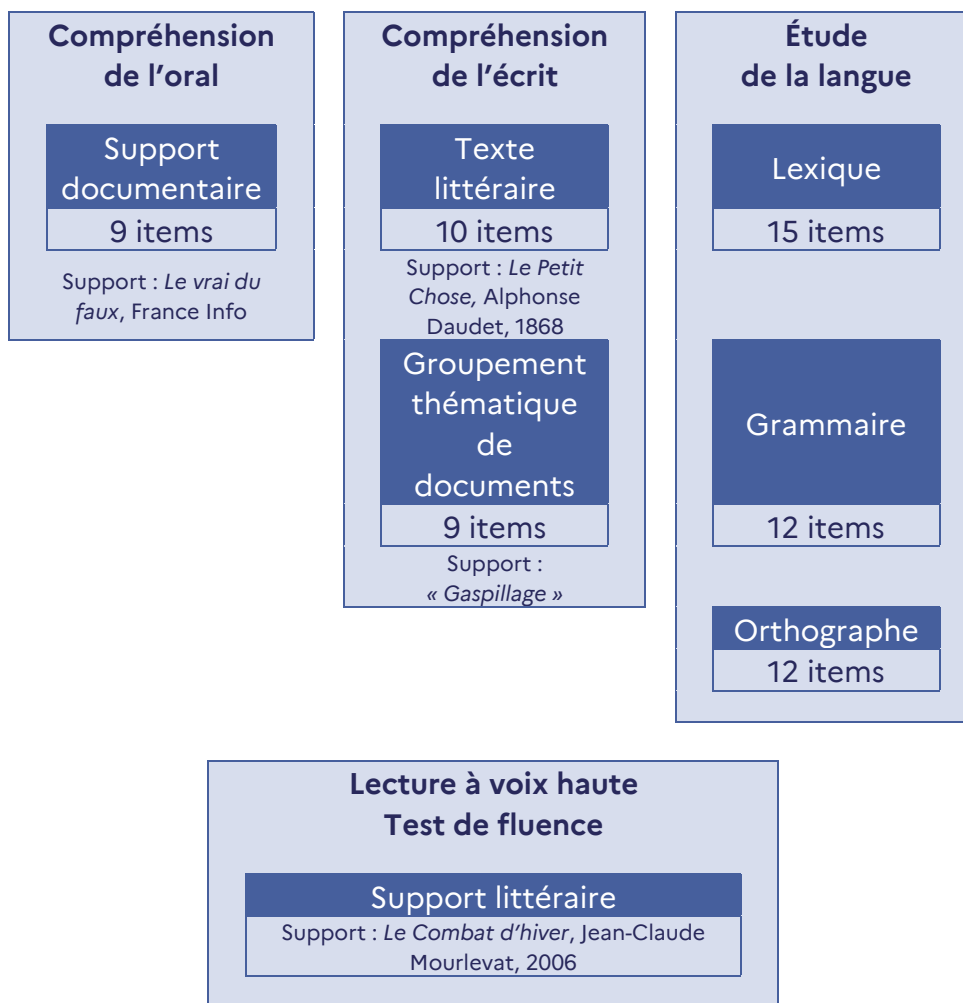 Compréhension
de l’oral
Support
documentaire
9 items
Support : Le vrai du
faux, France Info
Compréhension
de l’écrit
Texte
littéraire
10 items
Support : Le Petit
Chose, Alphonse
Daudet, 1868
Groupement
thématique
de
documents
9 items
Support :
« Gaspillage »
Étude
de la langue
Lexique
15 items
Grammaire
12 items
Orthographe
12 items
Lecture à voix haute
Test de fluence
Support littéraire
Support : Le Combat d’hiver, Jean-Claude
Mourlevat, 2006